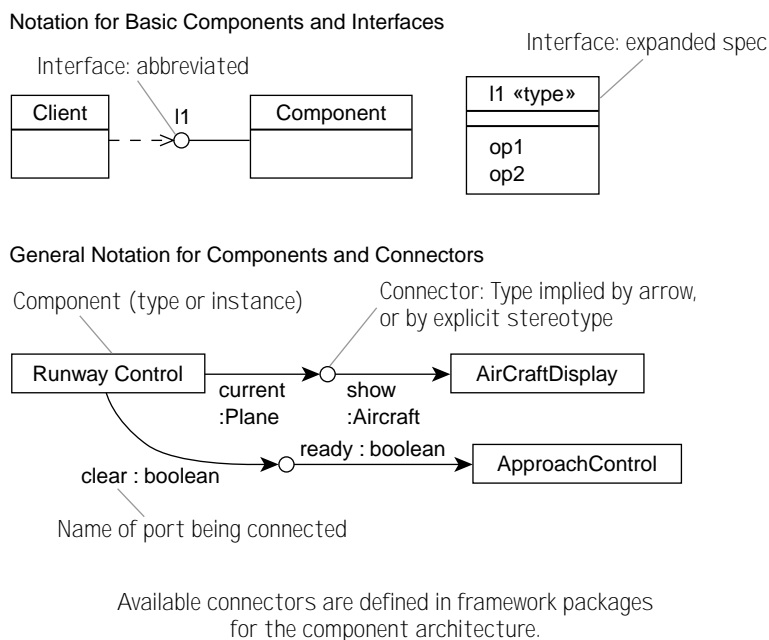 Notation for Basic Components and Interfaces
Interface: expanded spec
Interface: abbreviated
Client
I1
Component
I1 «type»
op1
op2
General Notation for Components and Connectors
Component (type or instance)
Connector: Type implied by arrow,
or by explicit stereotype
Runway Control
current
:Plane
show
:Aircraft
AirCraftDisplay
clear : boolean
ready : boolean
ApproachControl
Name of port being connected
Available connectors are defined in framework packages
for the component architecture.